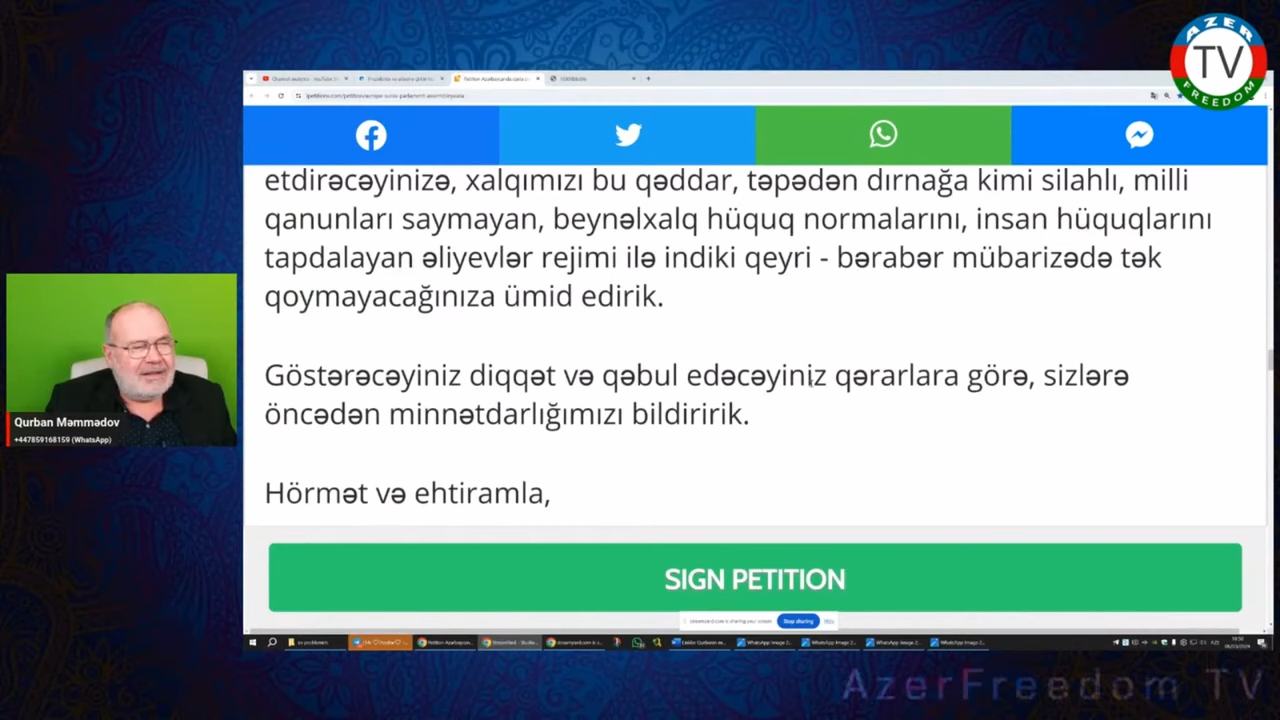 AZER
TV
FREEDOM
etdirəcəyinizə, xalqımızı bu qəddar, təpədən dırnağa kimi silahlı, milli
qanunları saymayan, beynəlxalq hüquq normalarını, insan hüquqlarını
tapdalayan əliyevlər rejimi ilə indiki qeyri - bərabər mübarizədə tək
qoymayacağınıza ümid edirik.
Göstərəcəyiniz diqqət və qəbul edəcəyiniz qərarlara görə, sizlərə
öncədən minnətdarlığımızı bildiririk.
Hörmət və ehtiramla,
SIGN PETITION
Qurban Məmmədov
+447859168159 (WhatsApp)
Stop sharing
AzerFreedom TV